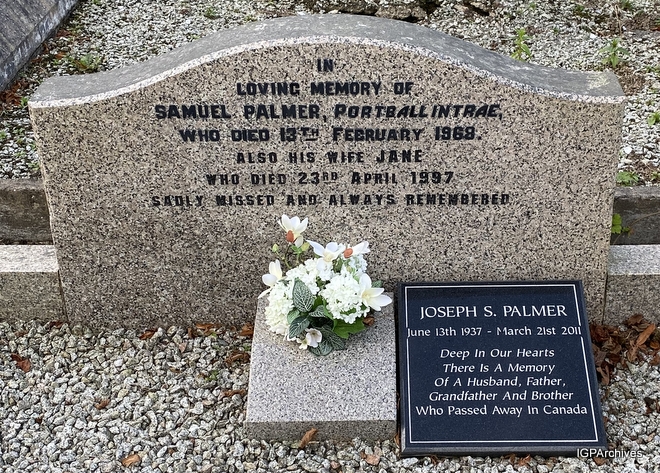 IN
LOVING MEMORY OF
SAMUEL PALMER, PORTBALLINTRAE,
WHO DIED 13TH FEBRUARY 1968.
ALSO HIS WIFE JANE
WHO DIED 23RD APRIL 1997
SADLY MISSED AND ALWAYS REMEMBERED
JOSEPH S. PALMER
June 13th 1937 - March 21st 2011
Deep In Our Hearts
There Is A Memory
Of A Husband, Father,
Grandfather And Brother
Who Passed Away In Canada
IGPArchives